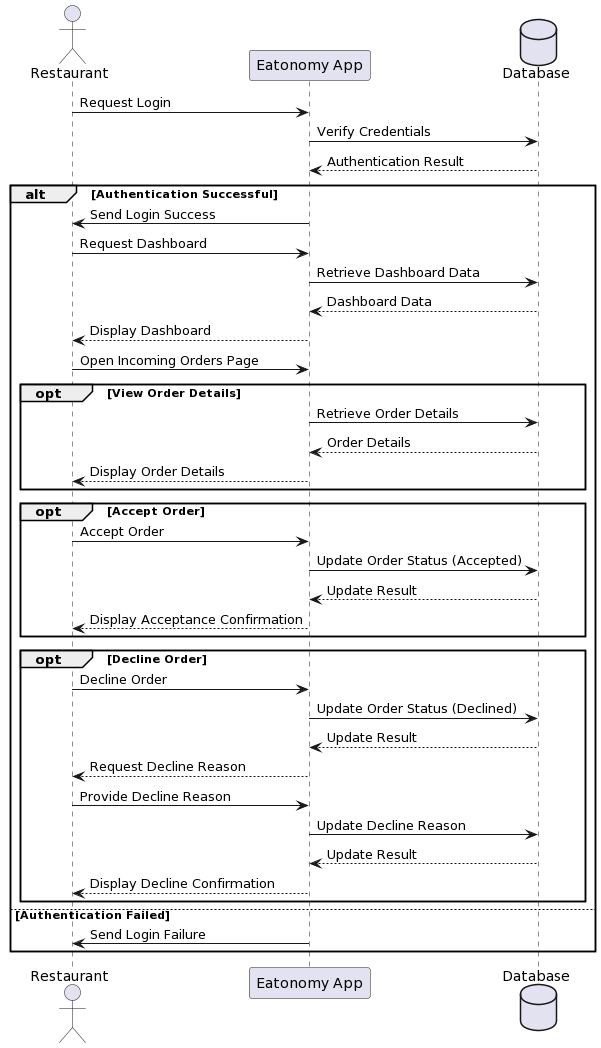 Restaurant
Eatonomy App
Database
Request Login
Verify Credentials
Authentication Result
alt [Authentication Successful]
Send Login Success
Request Dashboard
Retrieve Dashboard Data
Dashboard Data
Display Dashboard
Open Incoming Orders Page
opt [View Order Details]
Retrieve Order Details
Order Details
Display Order Details
opt [Accept Order]
Accept Order
Update Order Status (Accepted)
Update Result
Display Acceptance Confirmation
opt [Decline Order]
Decline Order
Update Order Status (Declined)
Update Result
Request Decline Reason
Provide Decline Reason
Update Decline Reason
Update Result
Display Decline Confirmation
[Authentication Failed]
Send Login Failure
Restaurant
Eatonomy App
Database